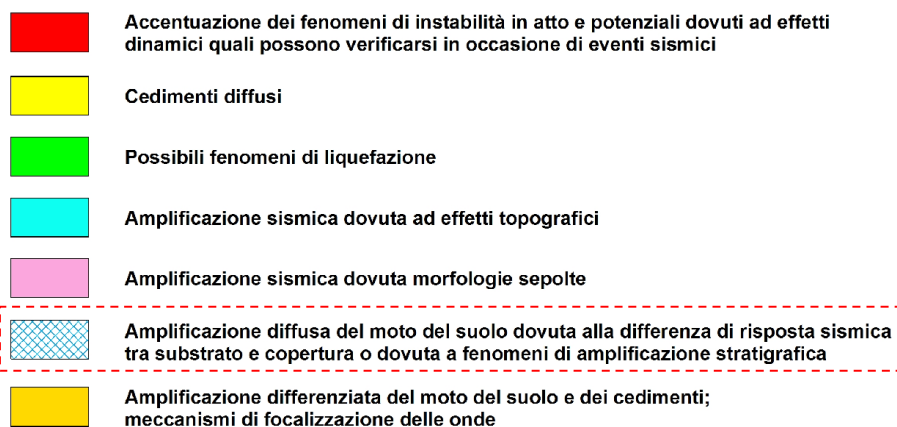 Accentuazione dei fenomeni di instabilità in atto e potenziali dovuti ad effetti
dinamici quali possono verificarsi in occasione di eventi sismici
Cedimenti diffusi
Possibili fenomeni di liquefazione
Amplificazione sismica dovuta ad effetti topografici
Amplificazione sismica dovuta morfologie sepolte
Amplificazione diffusa del moto del suolo dovuta alla differenza di risposta sismica
tra substrato e copertura o dovuta a fenomeni di amplificazione stratigrafica
Amplificazione differenziata del moto del suolo e dei cedimenti;
meccanismi di focalizzazione delle onde